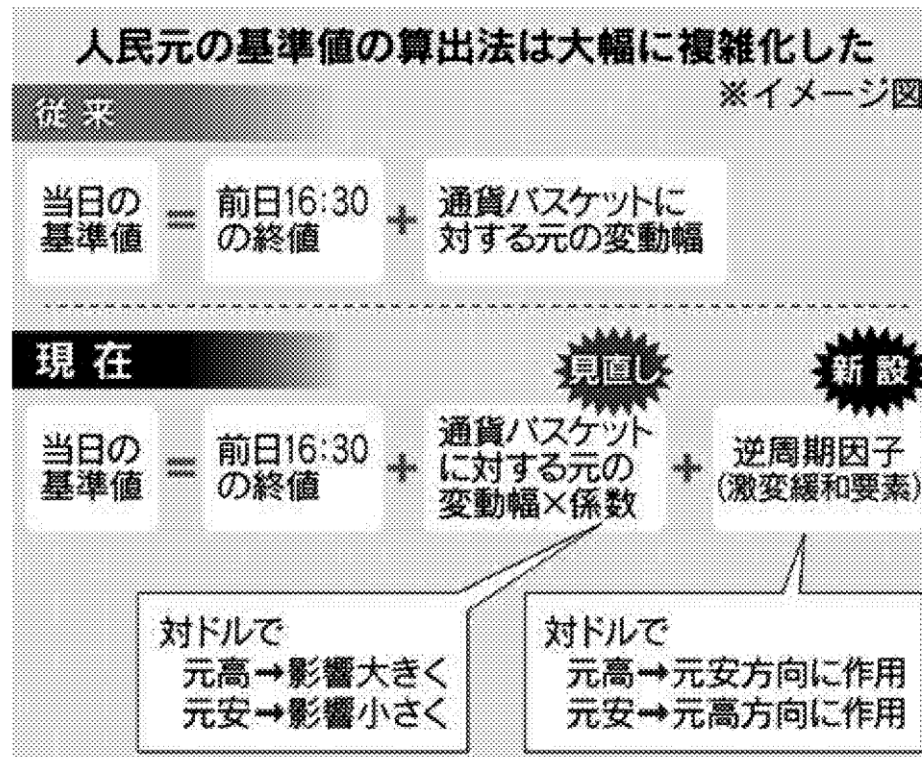 人民元の基準値の算出法は大幅に複雑化した
※イメージ図
従来
当日の
基準値
=
前日16:30
の終値
+
通貨バスケットに
対する元の変動幅
現在
見直し
新設
当日の
基準値
=
前日16:30
の終値
+
通貨バスケット
に対する元の
変動幅×係数
+
逆周期因子
(激変緩和要素)
対ドルで
元高→影響大きく
元安→影響小さく
対ドルで
元高→元安方向に作用
元安→元高方向に作用